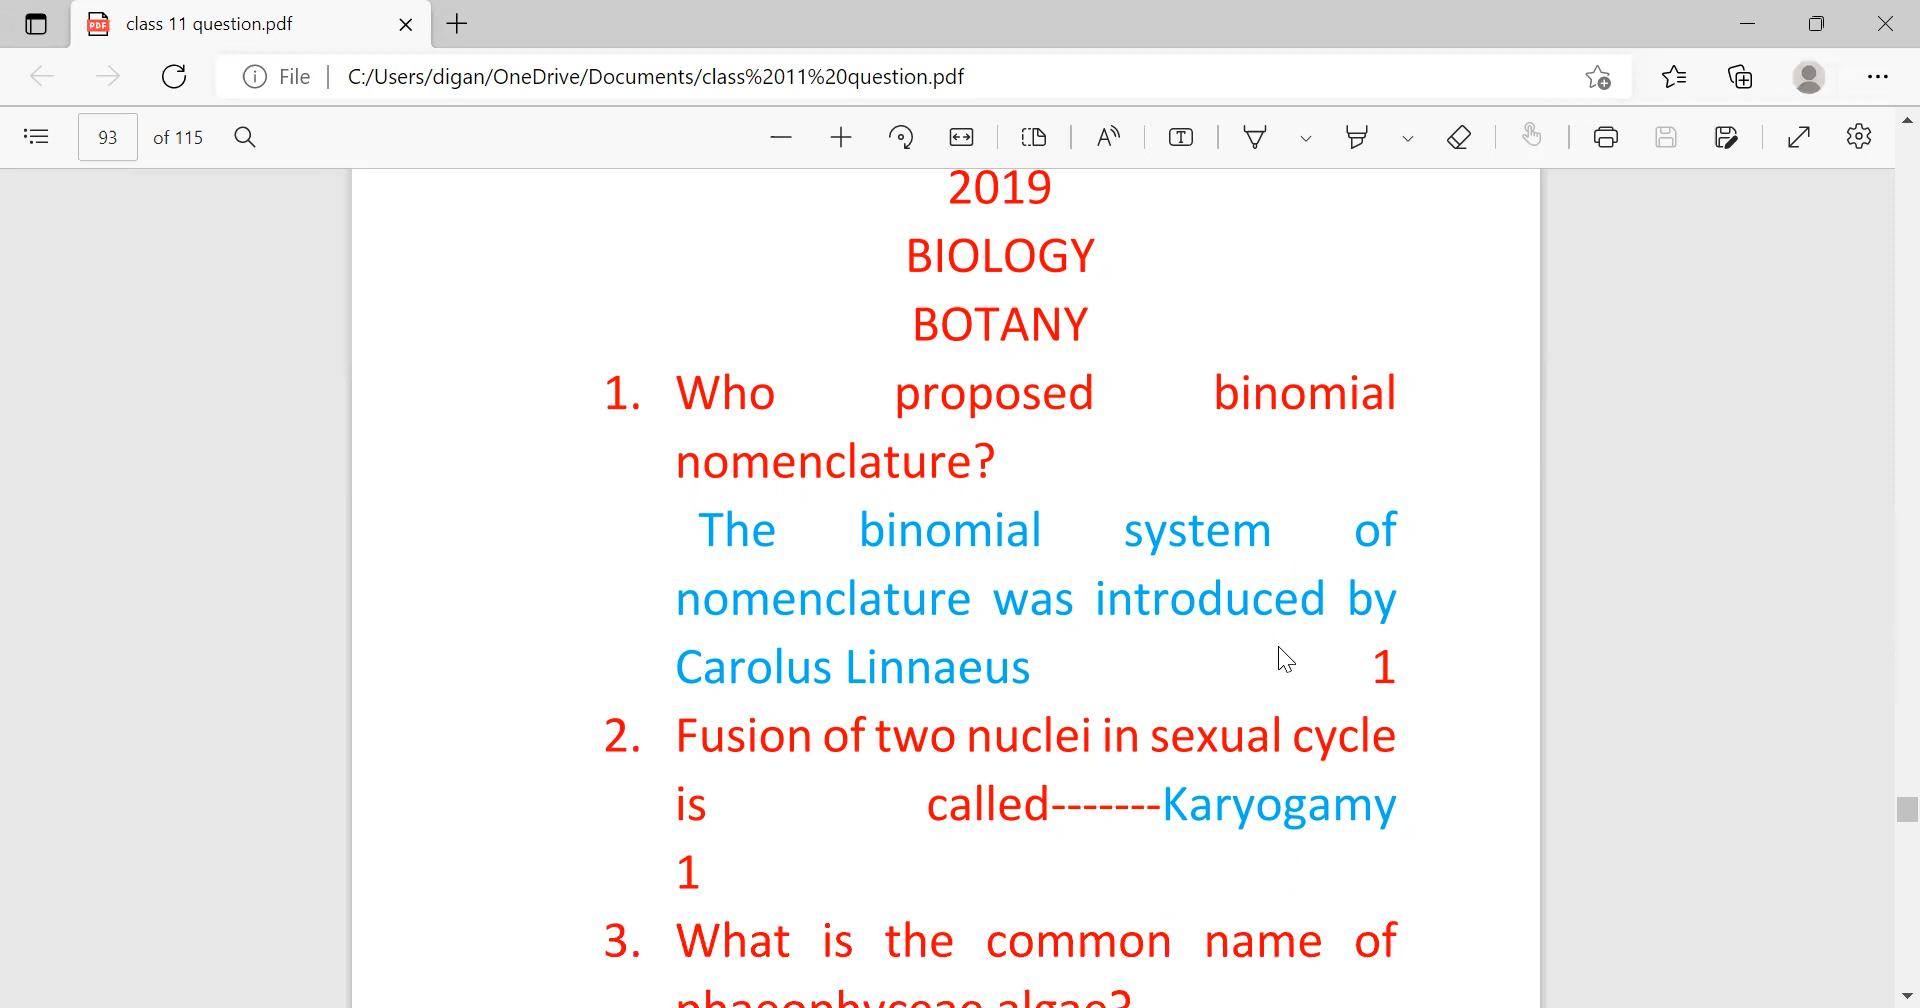 class 11 question.pdf
File
C:/Users/digan/OneDrive/Documents/class%2011%20question.pdf
93 of 115
2019
BIOLOGY
BOTANY
1. Who proposed binomial
nomenclature?
The binomial system of
nomenclature was introduced by
Carolus Linnaeus 1
2. Fusion of two nuclei in sexual cycle
is called-------Karyogamy
1
3. What is the common name of
phaeophyceae algae?